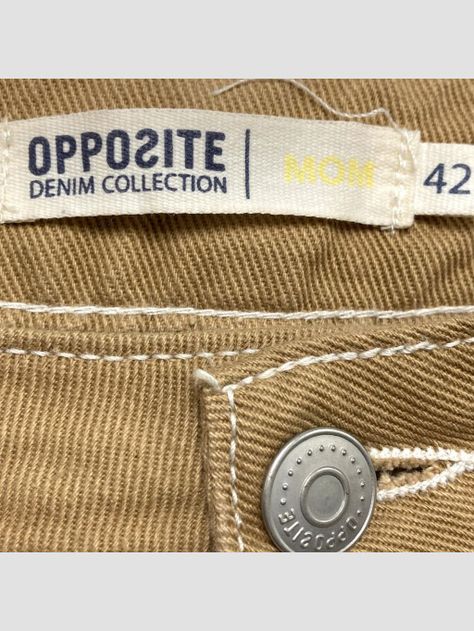 OPPOSITE
DENIM COLLECTION
MOM
42
OPPOSITE